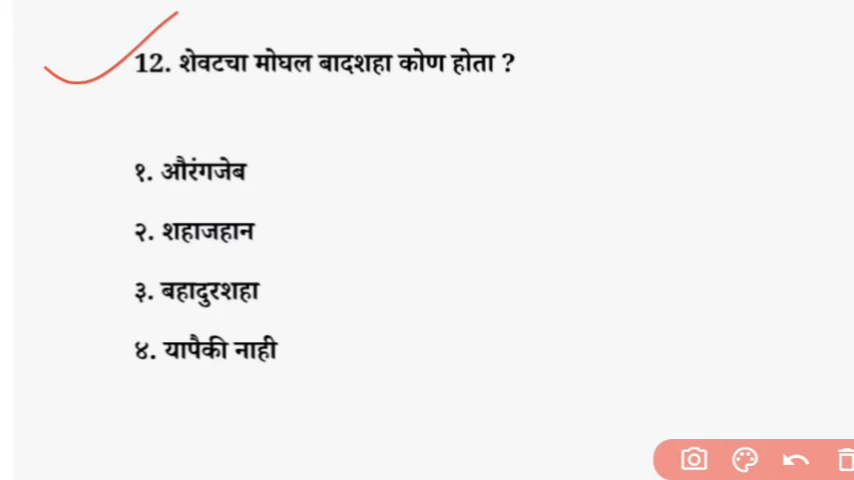 12. शेवटचा मोघल बादशहा कोण होता ?
१. औरंगजेब
२. शहाजहान
३. बहादुरशहा
४. यापैकी नाही